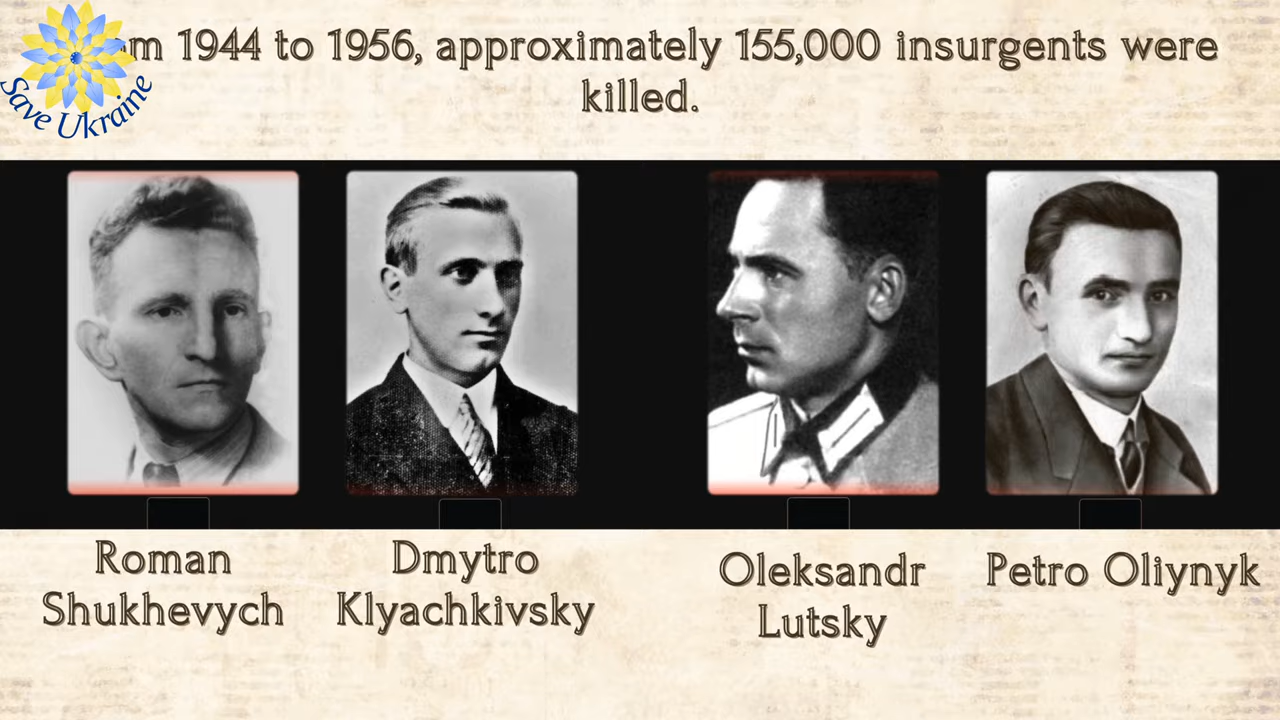 om 1944 to 1956, approximately 155,000 insurgents were
killed.
Save Ukraine
Roman
Shukhevych
Dmytro
Klyachkivsky
Oleksandr
Lutsky
Petro Oliynyk